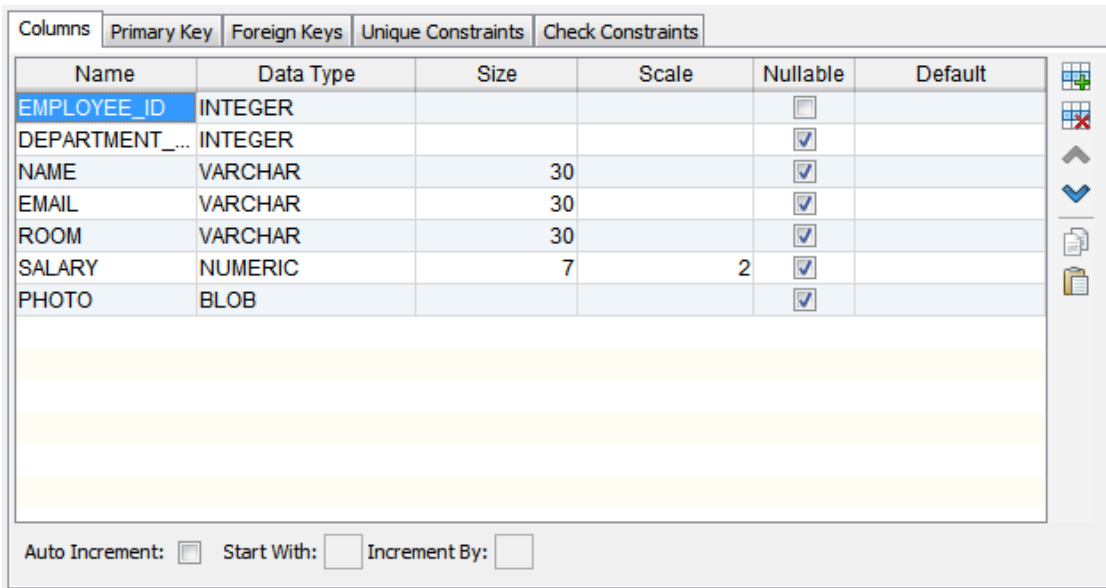 Columns Primary Key Foreign Keys Unique Constraints Check Constraints
Name Data Type Size Scale Nullable Default
EMPLOYEE_ID INTEGER
DEPARTMENT_... INTEGER
NAME VARCHAR 30
EMAIL VARCHAR 30
ROOM VARCHAR 30
SALARY NUMERIC 7 2
PHOTO BLOB
Auto Increment: Start With: Increment By: